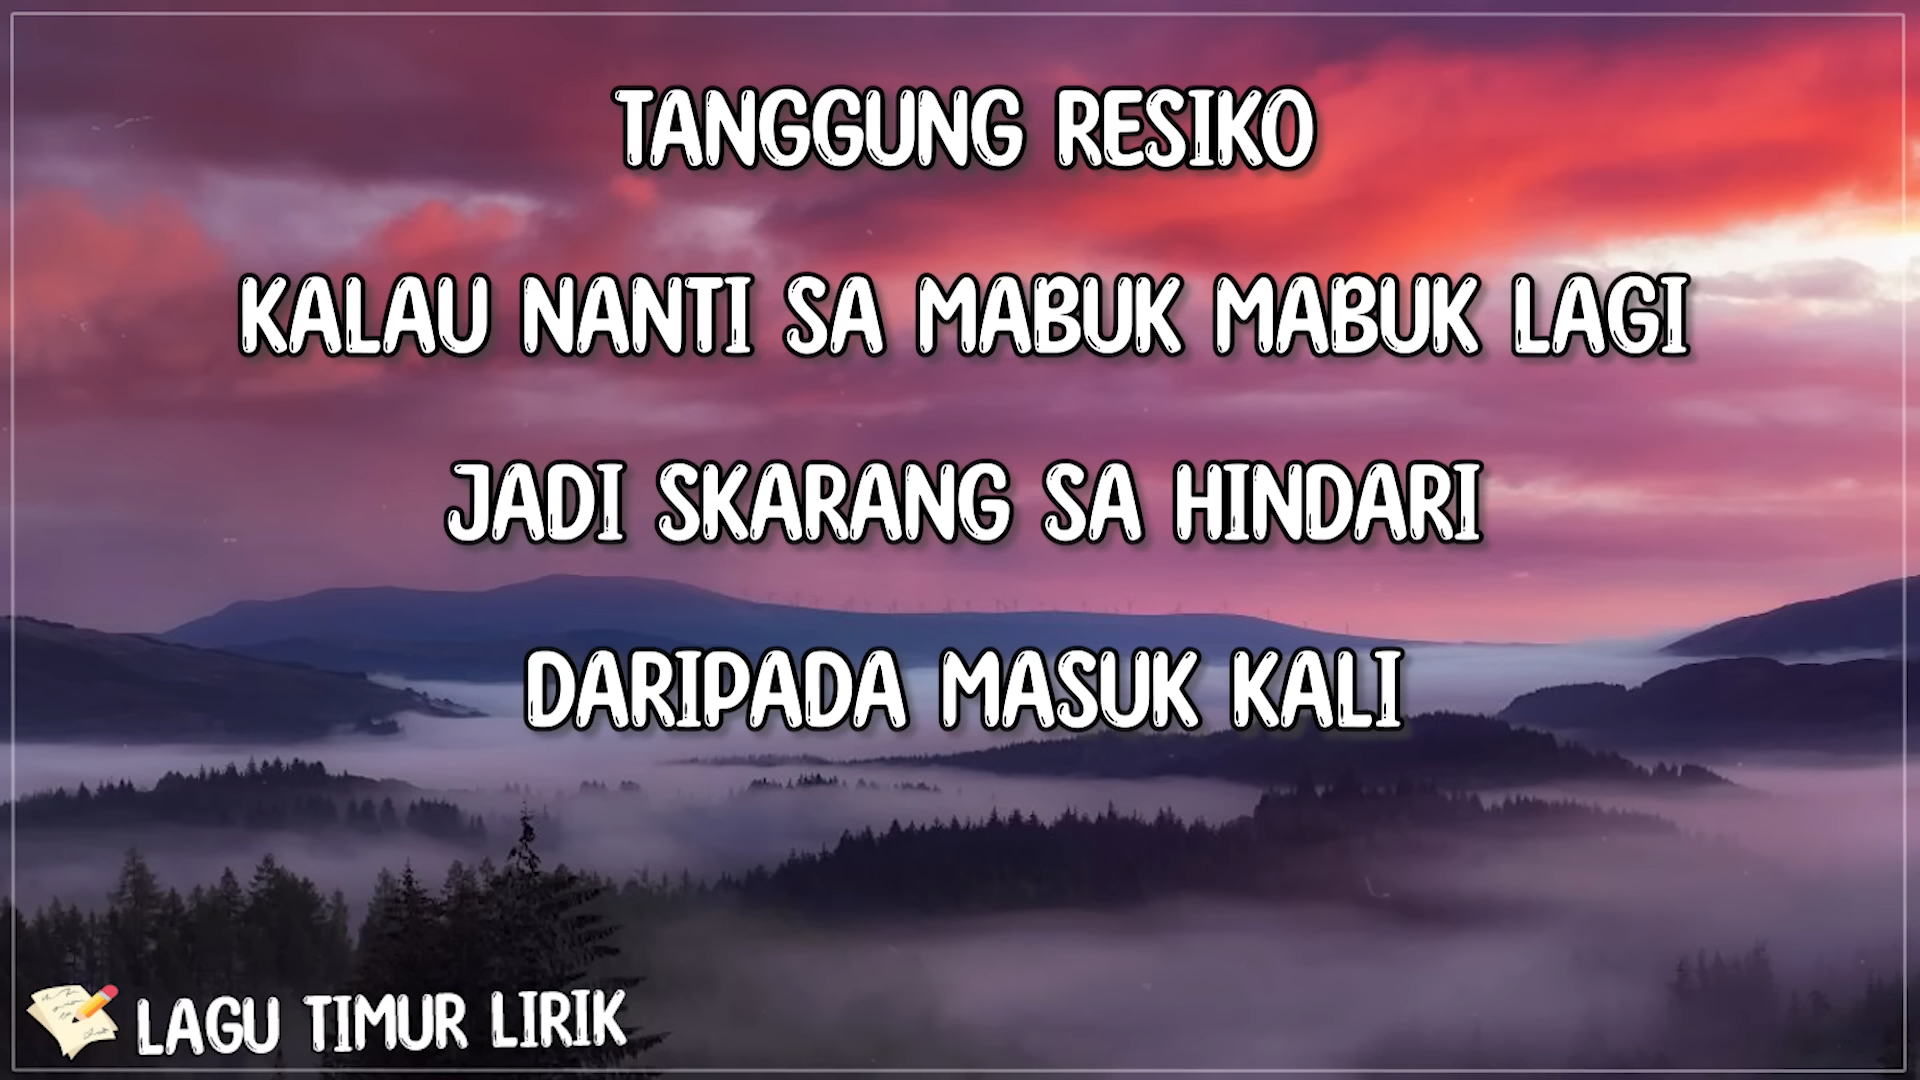 TANGGUNG RESIKO
KALAU NANTI SA MABUK MABUK LAGI
JADI SKARANG SA HINDARI
DARIPADA MASUK KALI
LAGU TIMUR LIRIK